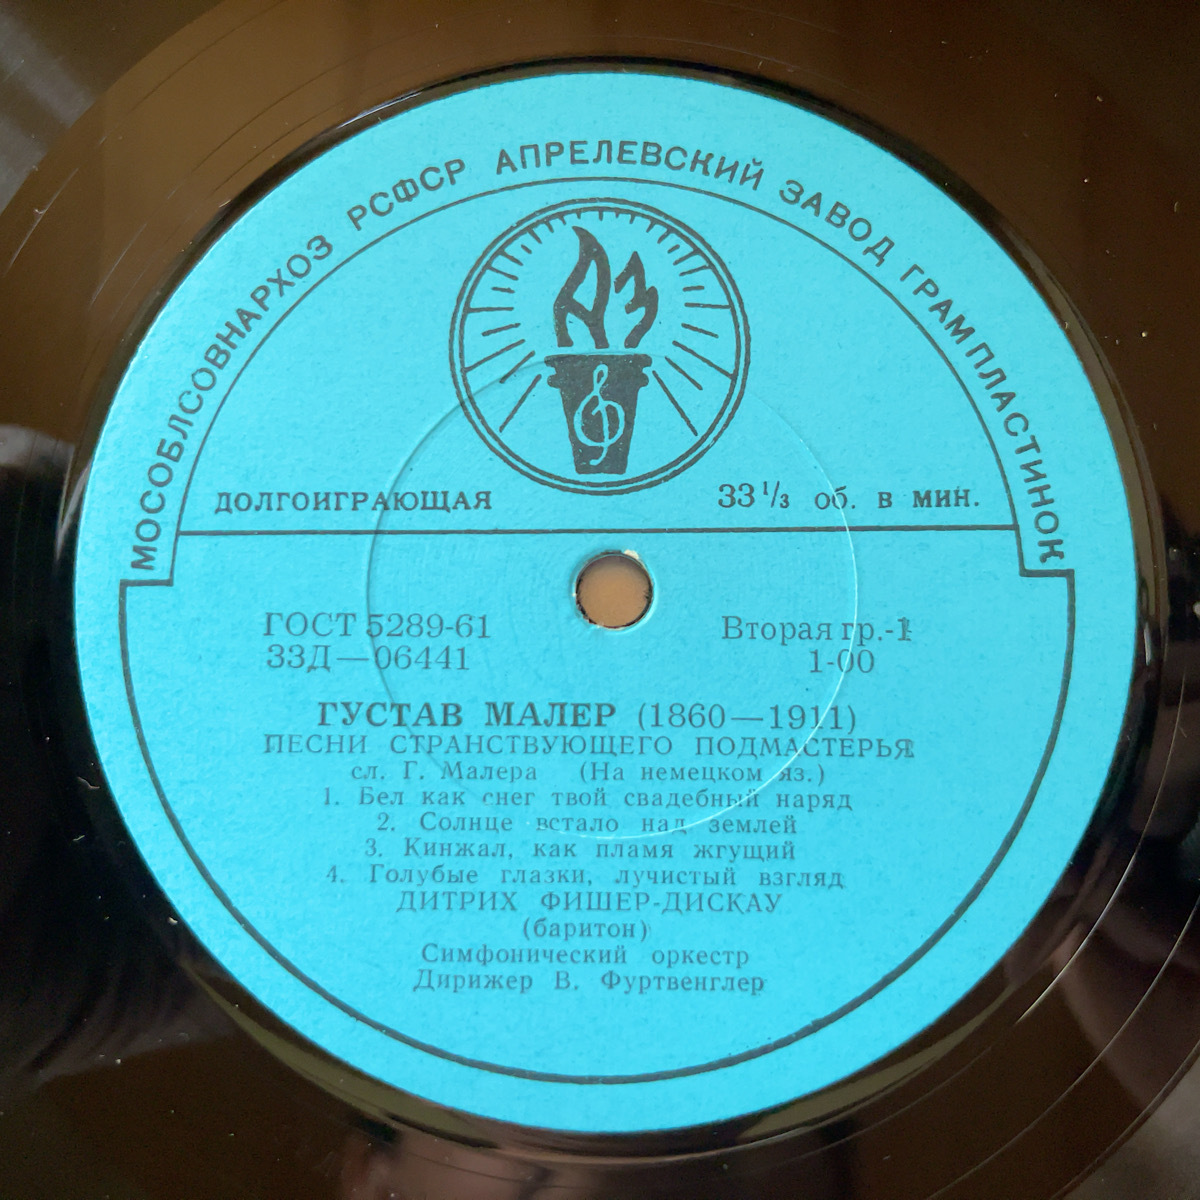 МОСОБЛСОВНАРХОЗ РСФСР АПРЕЛЕВСКИЙ ЗАВОД ГРАМПЛАСТИНОК
АЗ
ДОЛГОИГРАЮЩАЯ
33 1/3 об. в мин.
ГОСТ 5289-61
Вторая гр.-1
33Д—06441
1-00
ГУСТАВ МАЛЕР (1860—1911)
ПЕСНИ СТРАНСТВУЮЩЕГО ПОДМАСТЕРЬЯ
сл. Г. Малера (На немецком яз.)
1. Бел как снег твой свадебный наряд
2. Солнце встало над землей
3. Кинжал, как пламя жгущий
4. Голубые глазки, лучистый взгляд
ДИТРИХ ФИШЕР-ДИСКАУ
(баритон)
Симфонический оркестр
Дирижер В. Фуртвенглер